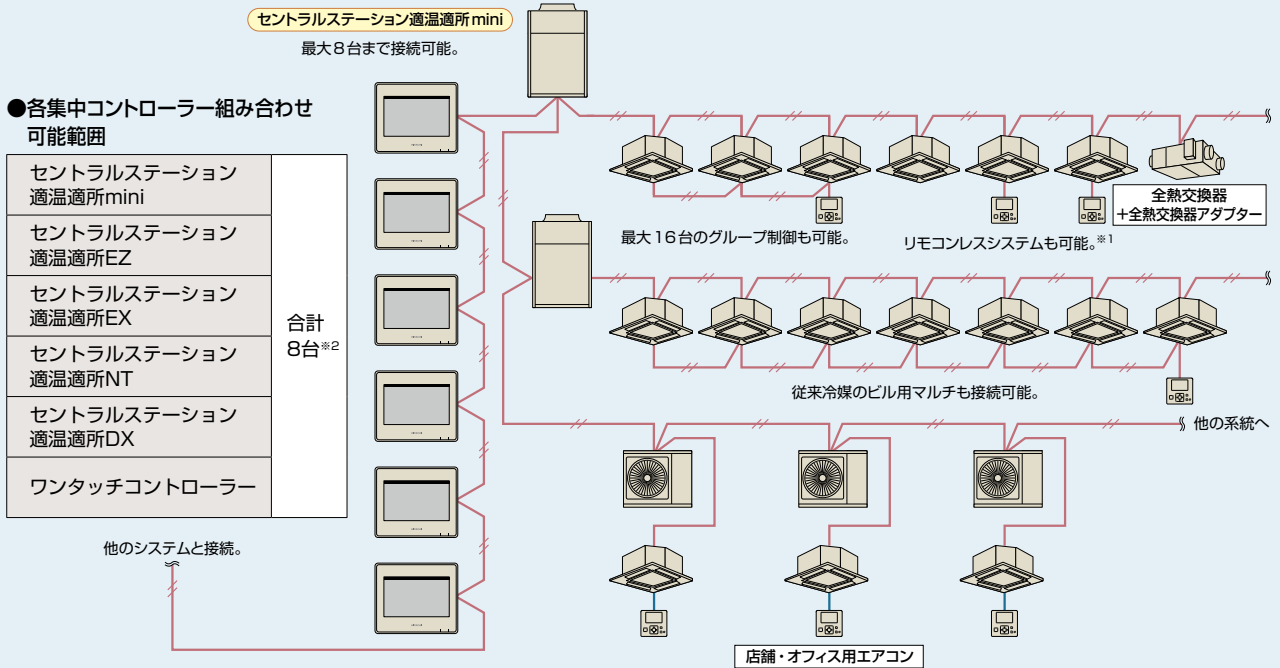 セントラルステーション適温適所mini
最大8台まで接続可能。
●各集中コントローラー組み合わせ
可能範囲
セントラルステーション
適温適所mini
セントラルステーション
適温適所EZ
セントラルステーション
適温適所EX
セントラルステーション
適温適所NT
セントラルステーション
適温適所DX
ワンタッチコントローラー
合計
8台※2
他のシステムと接続。
全熱交換器
+全熱交換器アダプター
最大16台のグループ制御も可能。
リモコンレスシステムも可能。※1
従来冷媒のビル用マルチも接続可能。
他の系統へ
店舗・オフィス用エアコン